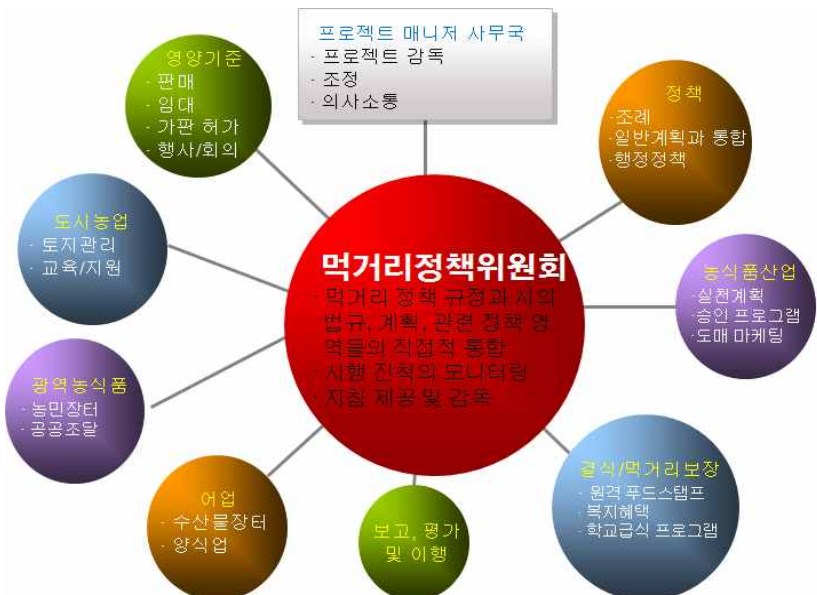 프로젝트 매니저 사무국
· 프로젝트 감독
· 조정
· 의사소통
영양기준
· 판매
· 임대
· 가판 허가
· 행사/회의
정책
·조례
·일반계획과 통합
·행정정책
도시농업
· 토지관리
· 교육/지원
먹거리정책위원회
· 먹거리 정책 규정과 시의
법규, 계획, 관련 정책 영
역들의 직접적 통합
· 시행 진척의 모니터링
· 지침 제공 및 감독
농식품산업
·실천계획
·승인 프로그램
·도매 마케팅
광역농식품
· 농민장터
· 공공조달
어업
· 수산물장터
· 양식업
보고, 평가
및 이행
결식/먹거리보장
· 원격 푸드스탬프
· 복지혜택
· 학교급식 프로그램